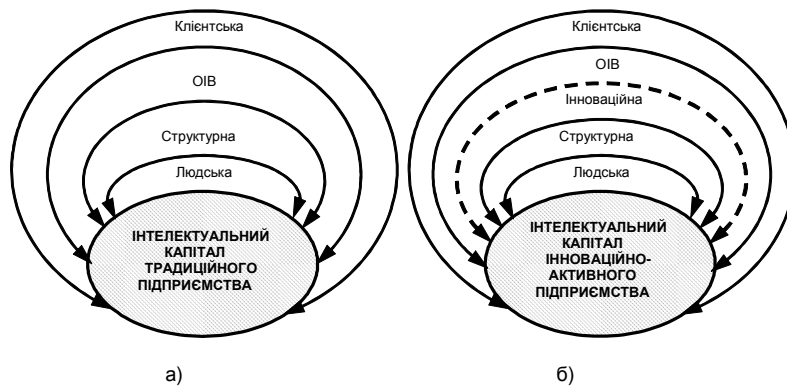 Клієнтська
ОІВ
Структурна
Людська
ІНТЕЛЕКТУАЛЬНИЙ
КАПІТАЛ
ТРАДИЦІЙНОГО
ПІДПРИЄМСТВА
а)
Клієнтська
ОІВ
Інноваційна
Структурна
Людська
ІНТЕЛЕКТУАЛЬНИЙ
КАПІТАЛ
ІННОВАЦІЙНО-
АКТИВНОГО
ПІДПРИЄМСТВА
б)